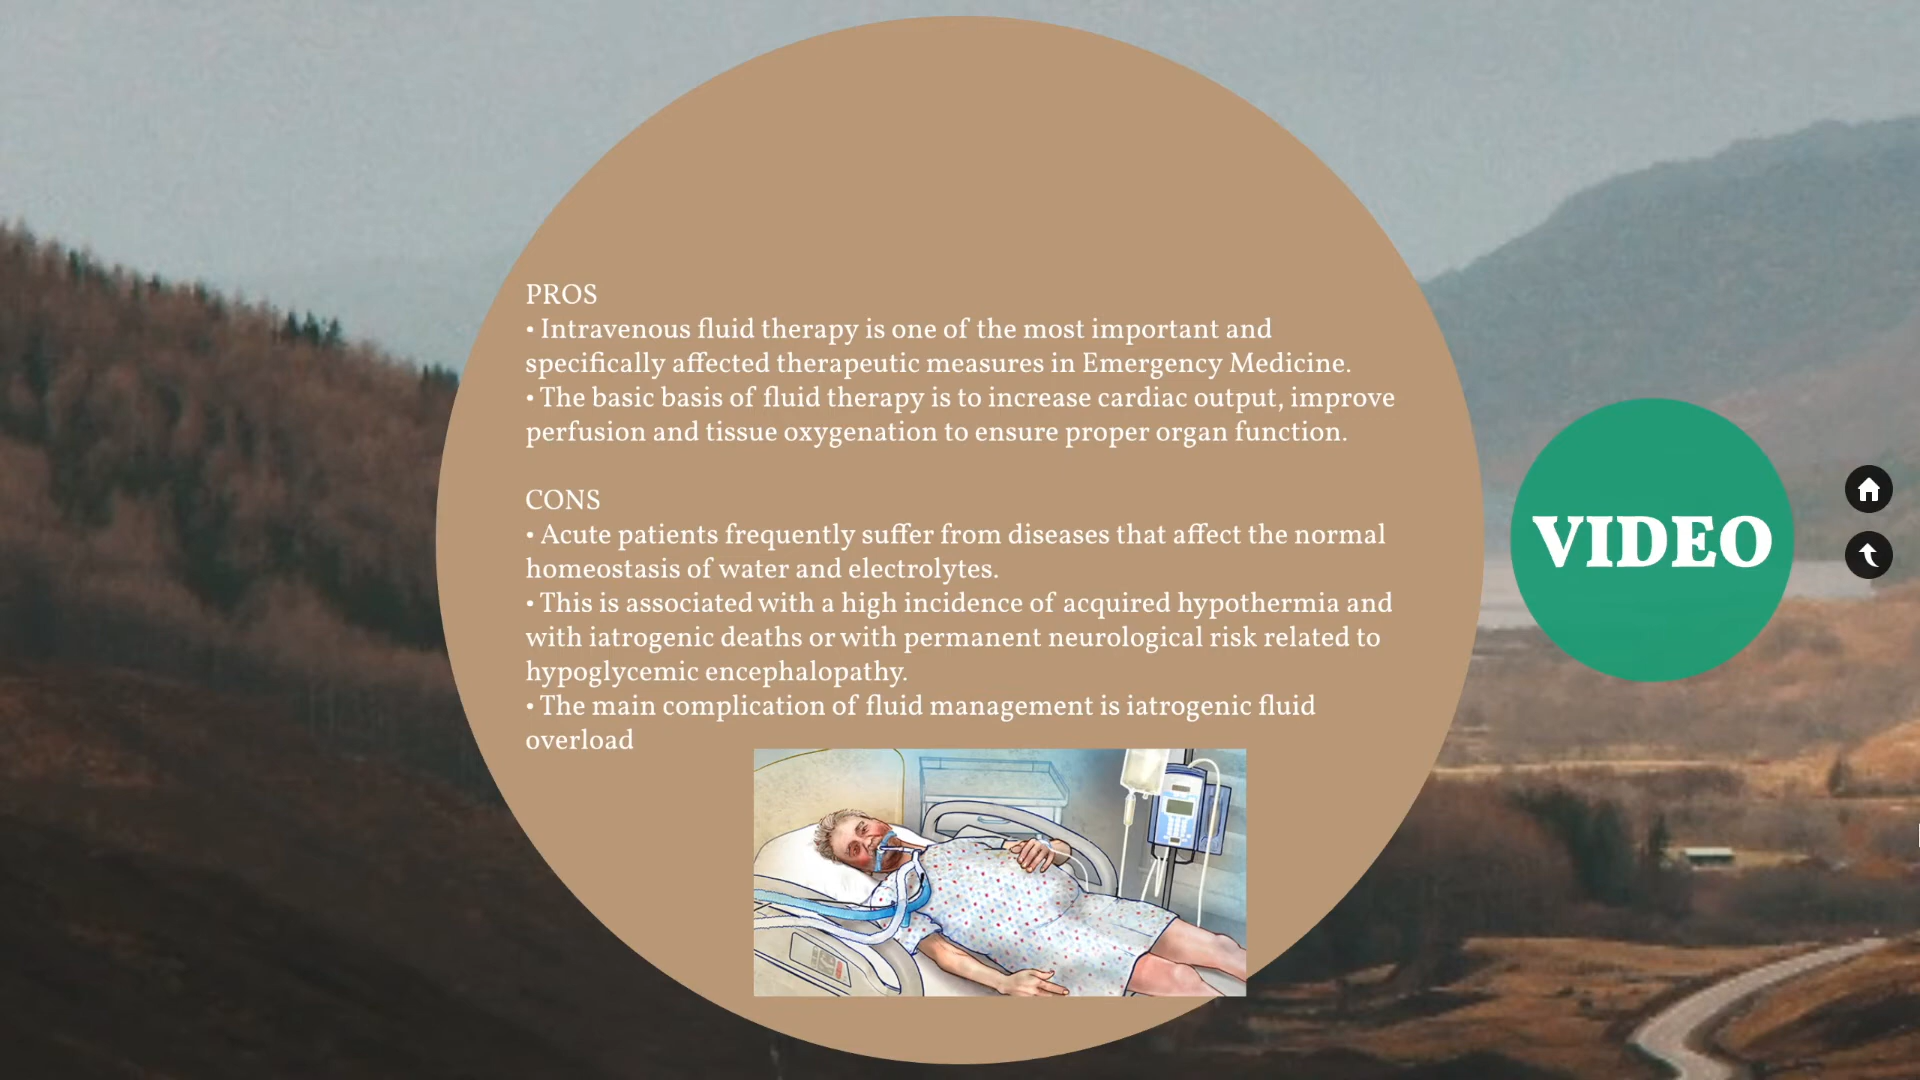 PROS
• Intravenous fluid therapy is one of the most important and
specifically affected therapeutic measures in Emergency Medicine.
• The basic basis of fluid therapy is to increase cardiac output, improve
perfusion and tissue oxygenation to ensure proper organ function.
CONS
• Acute patients frequently suffer from diseases that affect the normal
homeostasis of water and electrolytes.
• This is associated with a high incidence of acquired hypothermia and
with iatrogenic deaths or with permanent neurological risk related to
hypoglycemic encephalopathy.
• The main complication of fluid management is iatrogenic fluid
overload
VIDEO